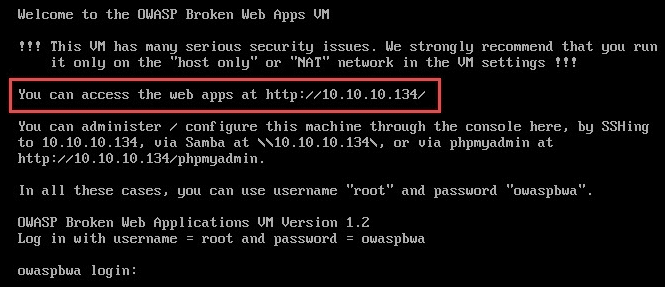 Welcome to the OWASP Broken Web Apps VM
!!! This VM has many serious security issues. We strongly recommend that you run
it only on the "host only" or "NAT" network in the VM settings !!!
You can access the web apps at http://10.10.10.134/
You can administer / configure this machine through the console here, by SSHing
to 10.10.10.134, via Samba at \\10.10.10.134\, or via phpmyadmin at
http://10.10.10.134/phpmyadmin.
In all these cases, you can use username "root" and password "owaspbwa".
OWASP Broken Web Applications VM Version 1.2
Log in with username = root and password = owaspbwa
owaspbwa login: